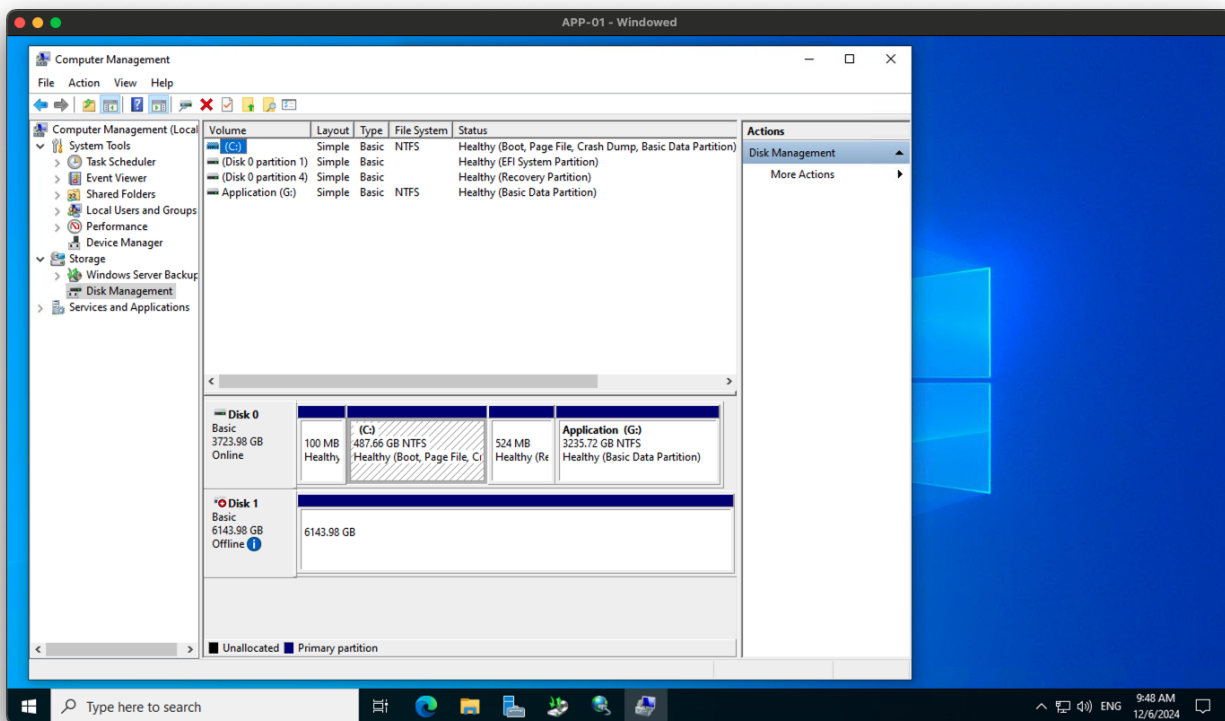 APP-01 - Windowed
Computer Management
File Action View Help
Computer Management (Local
System Tools
Task Scheduler
Event Viewer
Shared Folders
Local Users and Groups
Performance
Device Manager
Storage
Windows Server Backup
Disk Management
Services and Applications
Volume Layout Type File System Status
(C:) Simple Basic NTFS Healthy (Boot, Page File, Crash Dump, Basic Data Partition)
(Disk 0 partition 1) Simple Basic Healthy (EFI System Partition)
(Disk 0 partition 4) Simple Basic Healthy (Recovery Partition)
Application (G:) Simple Basic NTFS Healthy (Basic Data Partition)
Disk 0
Basic
3723.98 GB
Online
100 MB
Healthy
(C:)
487.66 GB NTFS
Healthy (Boot, Page File, Cr
524 MB
Healthy (Re
Application (G:)
3235.72 GB NTFS
Healthy (Basic Data Partition)
Disk 1
Basic
6143.98 GB
Offline
6143.98 GB
Unallocated Primary partition
Actions
Disk Management
More Actions
Type here to search
ENG
9:48 AM
12/6/2024